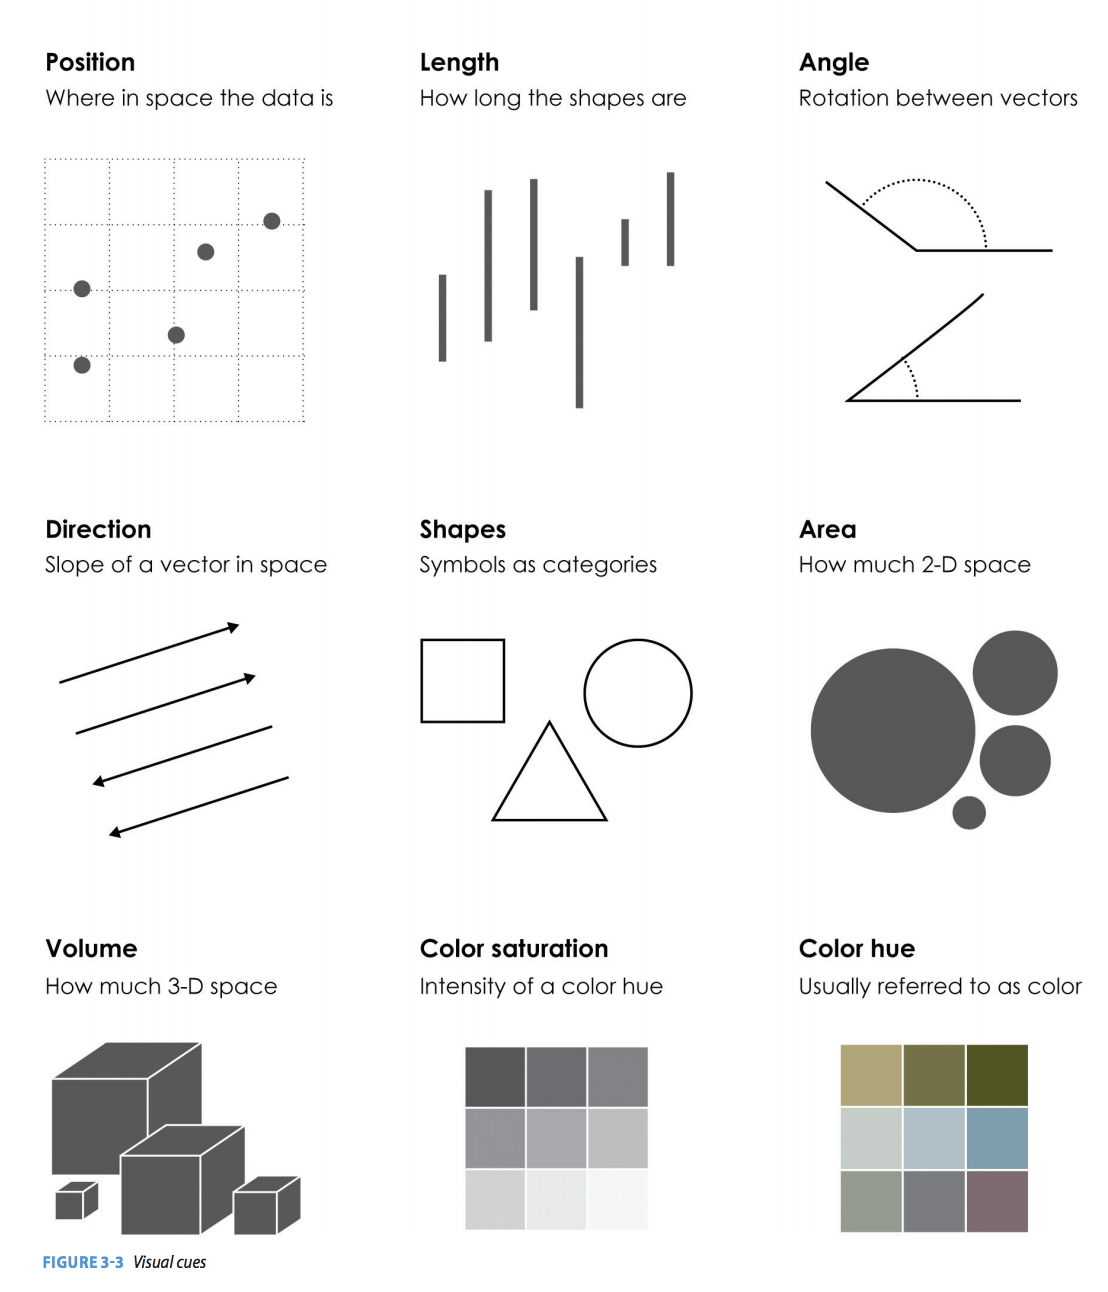 Position
Where in space the data is
Length
How long the shapes are
Angle
Rotation between vectors
Direction
Slope of a vector in space
Shapes
Symbols as categories
Area
How much 2-D space
Volume
How much 3-D space
Color saturation
Intensity of a color hue
Color hue
Usually referred to as color
FIGURE 3-3 Visual cues